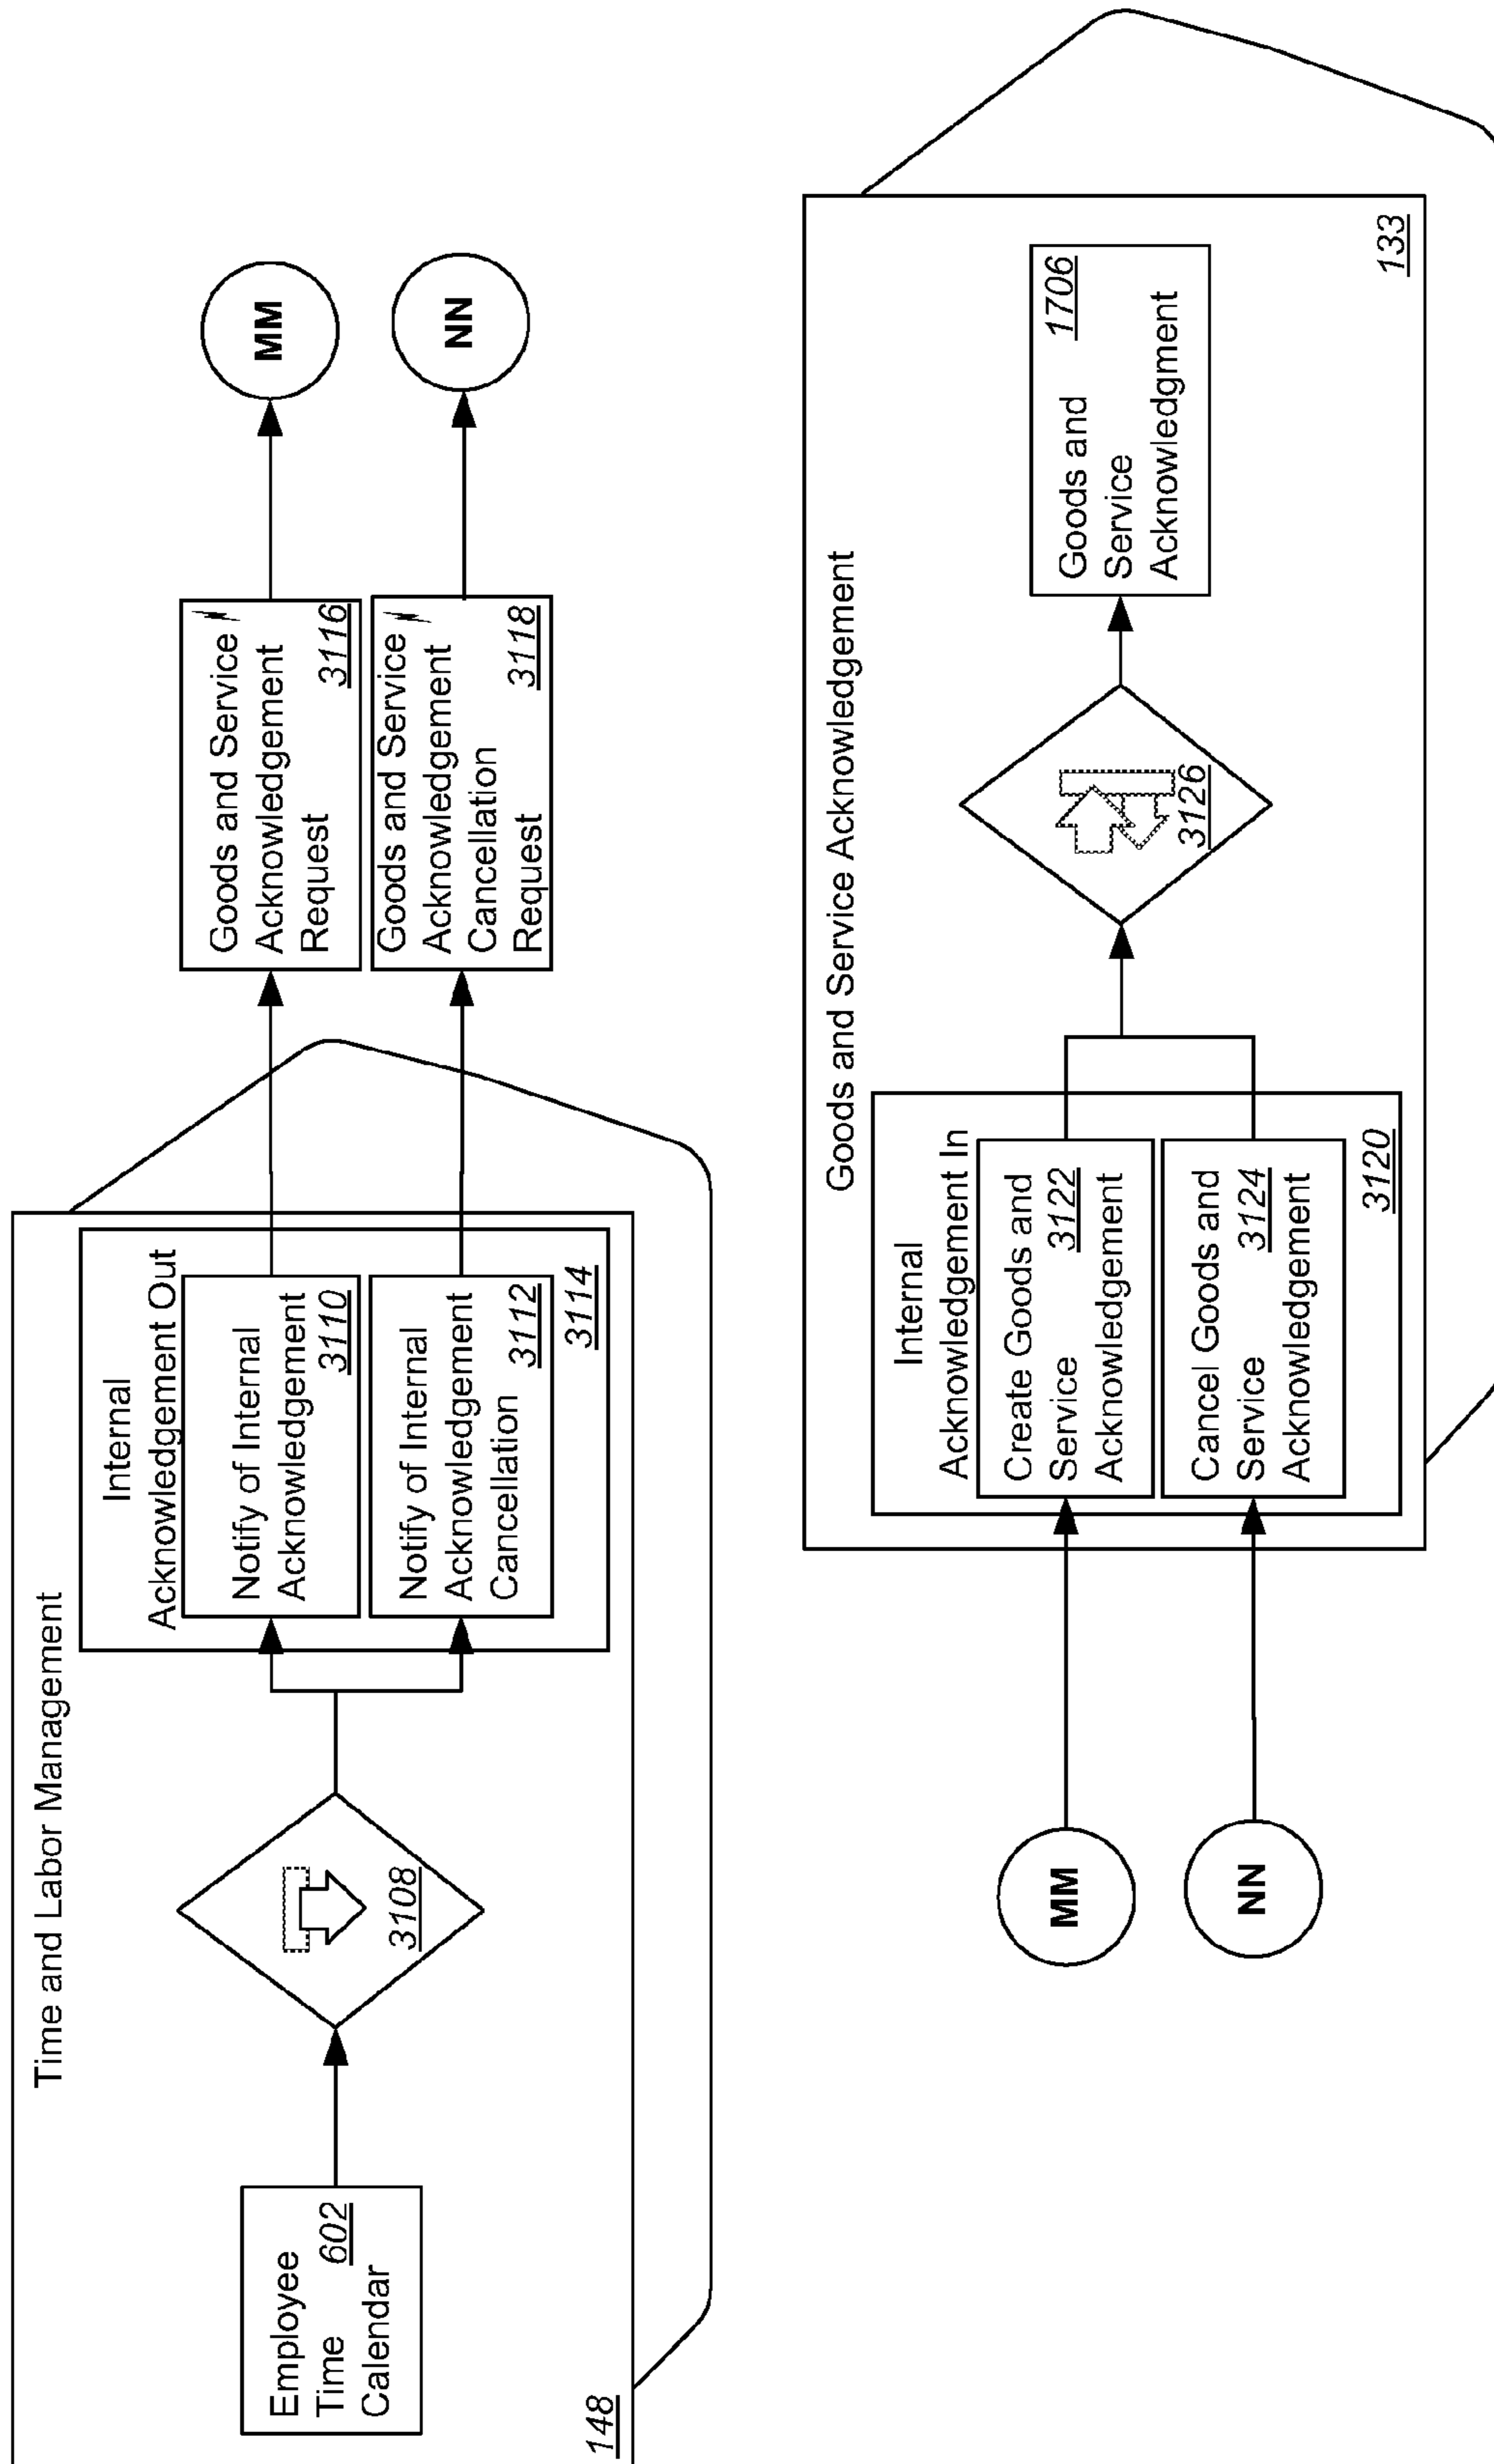 Time and Labor Management
Employee
Time 602
Calendar
148
3108
Internal
Acknowledgement Out
Notify of Internal
Acknowledgement
3110
Notify of Internal
Acknowledgement
Cancellation 3112
3114
Goods and Service
Acknowledgement
Request 3116
Goods and Service
Acknowledgement
Cancellation
Request 3118
MM
NN
Goods and Service Acknowledgement
MM
NN
Internal
Acknowledgement In
Create Goods and
Service 3122
Acknowledgement
Cancel Goods and
Service 3124
Acknowledgement
3120
3126
Goods and 1706
Service
Acknowledgment
133